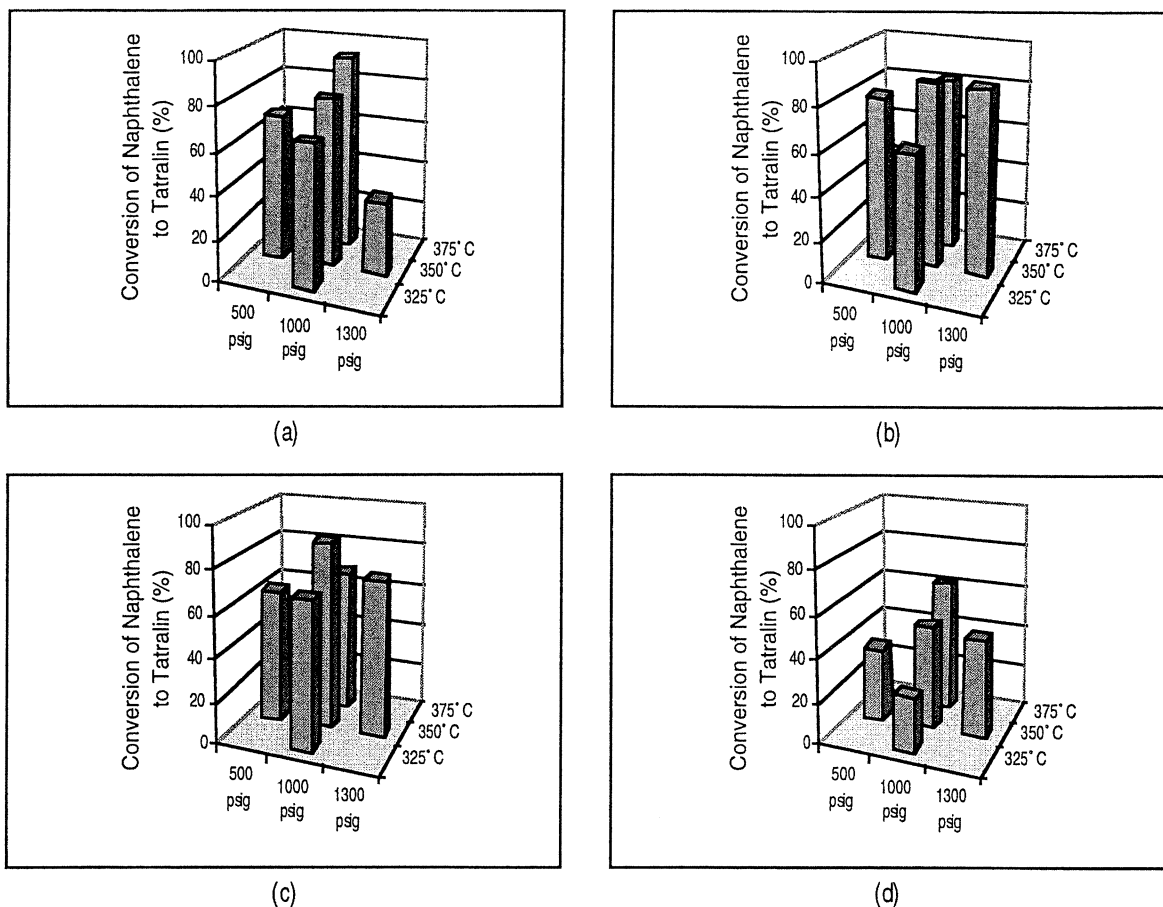 Conversion of Naphthalene
to Tatralin (%)
100
80
60
40
20
0
500
psig
1000
psig
1300
psig
325° C
350° C
375° C
(a)
Conversion of Naphthalene
to Tatralin (%)
100
80
60
40
20
0
500
psig
1000
psig
1300
psig
325° C
350° C
375° C
(b)
Conversion of Naphthalene
to Tatralin (%)
100
80
60
40
20
0
500
psig
1000
psig
1300
psig
325° C
350° C
375° C
(c)
Conversion of Naphthalene
to Tatralin (%)
100
80
60
40
20
0
500
psig
1000
psig
1300
psig
325° C
350° C
375° C
(d)